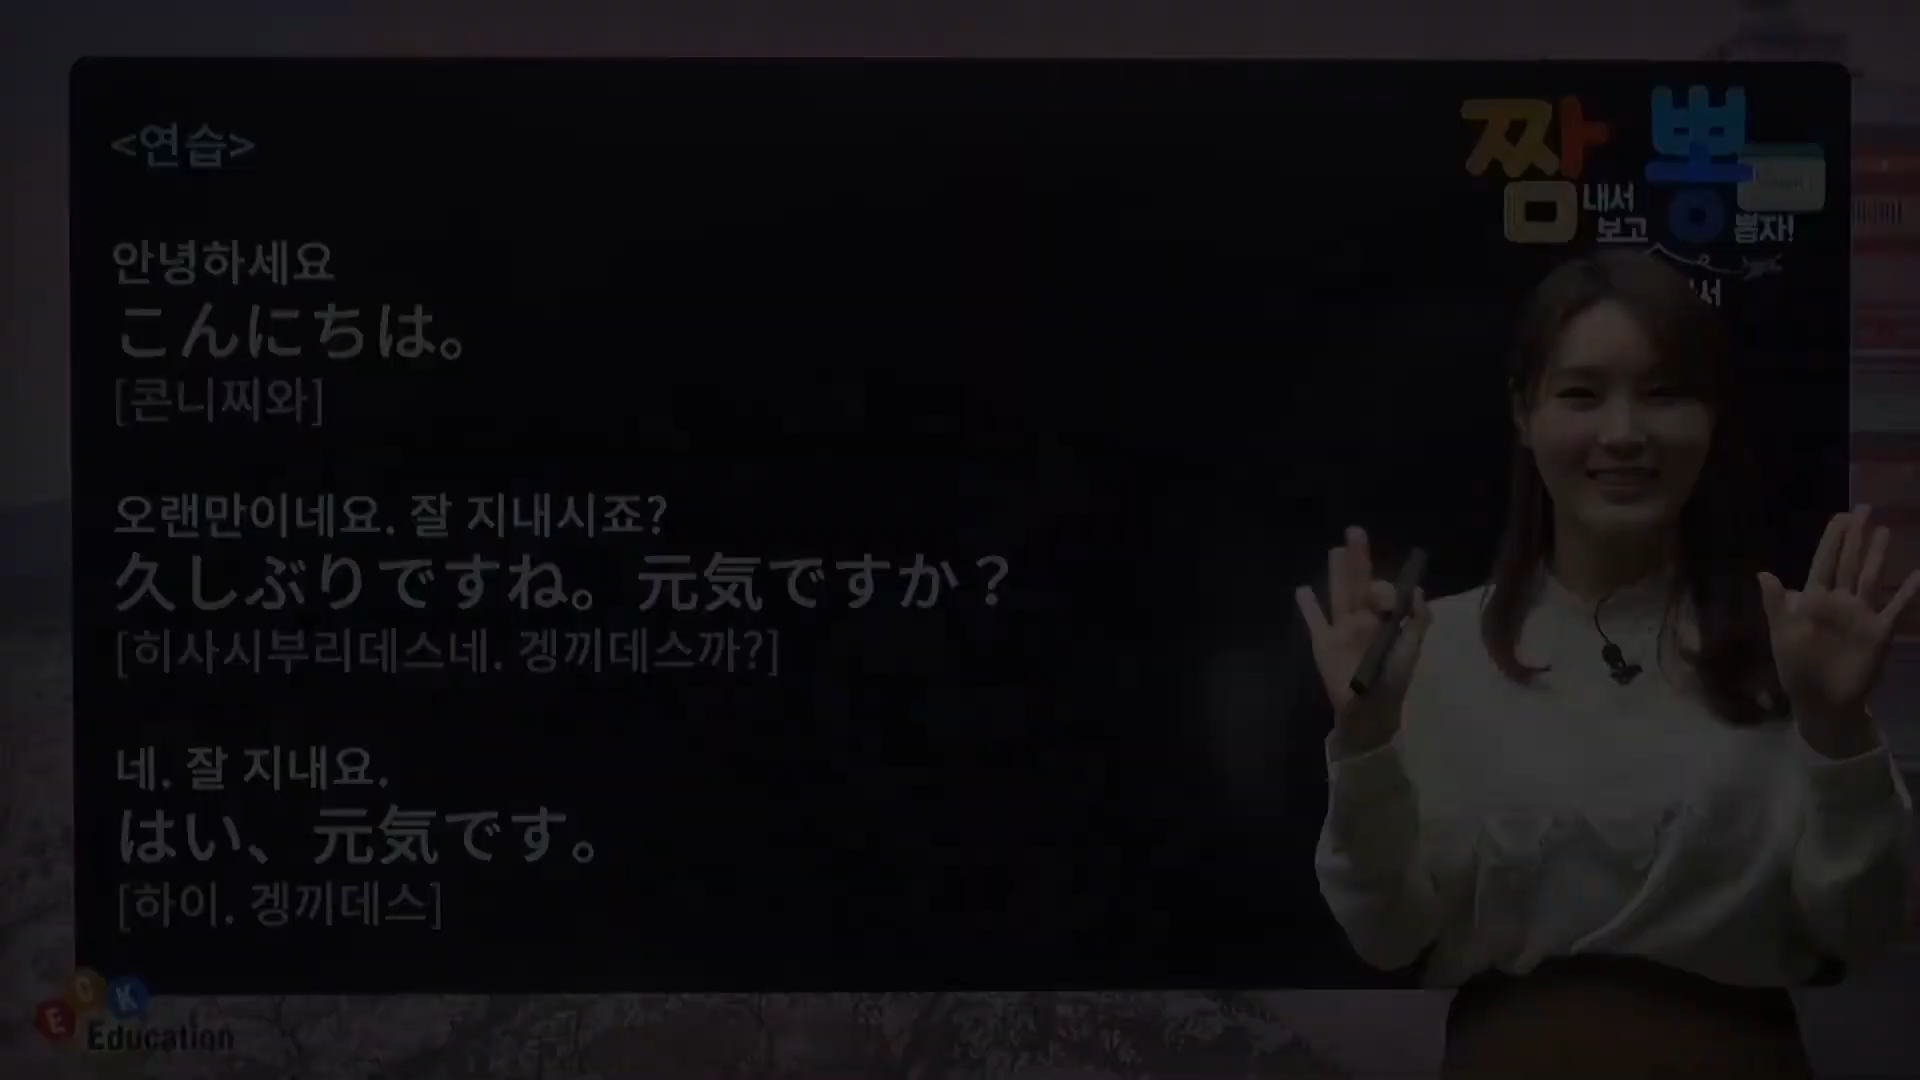 <연습>
짬뽕
내서
보고
뽑자!
안녕하세요
こんにちは。
[콘니찌와]
오랜만이네요. 잘 지내시죠?
久しぶりですね。元気ですか？
[히사시부리데스네. 겡끼데스까?]
네. 잘 지내요.
はい、元気です。
[하이. 겡끼데스]
ECK
Education